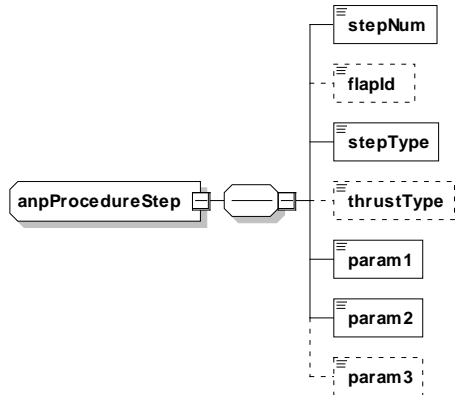 stepNum
flapId
stepType
anpProcedureStep
thrustType
param1
param2
param3